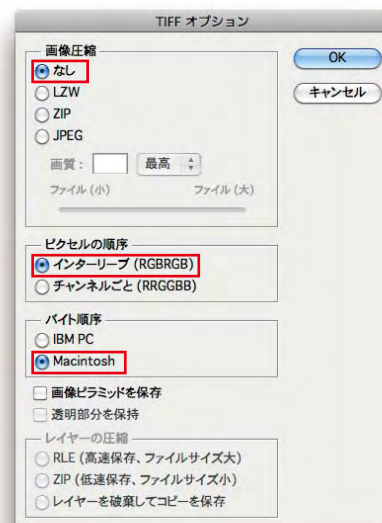 TIFF オプション
画像圧縮
なし
LZW
ZIP
JPEG
画質： 最高
ファイル (小) ファイル (大)
ピクセルの順序
インターリーブ (RGBRGB)
チャンネルごと (RRGGBB)
バイト順序
IBM PC
Macintosh
画像ピラミッドを保存
透明部分を保持
レイヤーの圧縮
RLE (高速保存、ファイルサイズ大)
ZIP (低速保存、ファイルサイズ小)
レイヤーを破棄してコピーを保存
OK
キャンセル